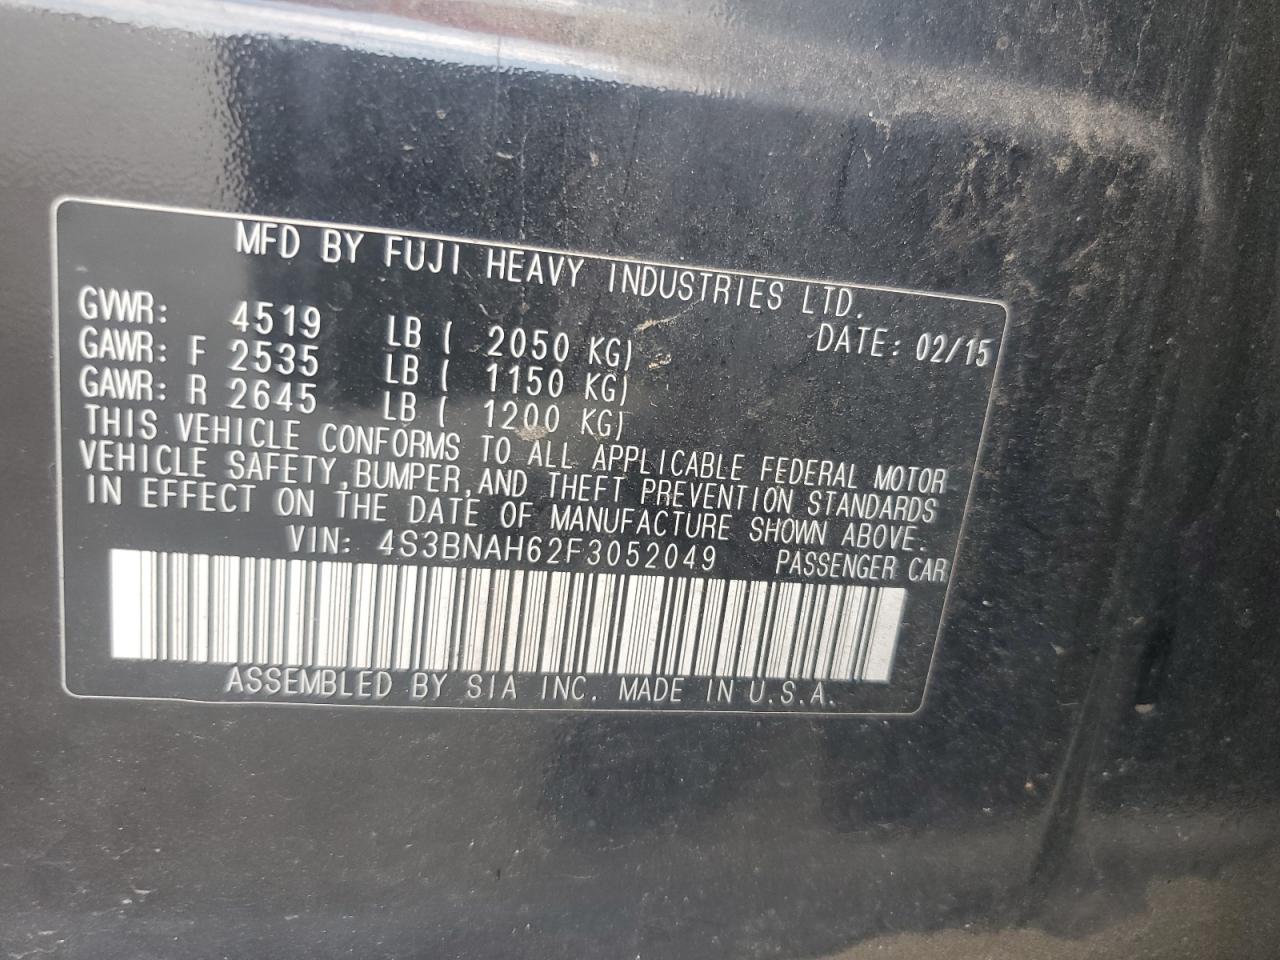 MFD BY FUJI HEAVY INDUSTRIES LTD.
GVWR: 4519 LB ( 2050 KG) DATE: 02/15
GAWR: F 2535 LB ( 1150 KG)
GAWR: R 2645 LB ( 1200 KG)
THIS VEHICLE CONFORMS TO ALL APPLICABLE FEDERAL MOTOR
VEHICLE SAFETY, BUMPER, AND THEFT PREVENTION STANDARDS
IN EFFECT ON THE DATE OF MANUFACTURE SHOWN ABOVE.
VIN: 4S3BNAH62F3052049 PASSENGER CAR
ASSEMBLED BY SIA INC. MADE IN U.S.A.